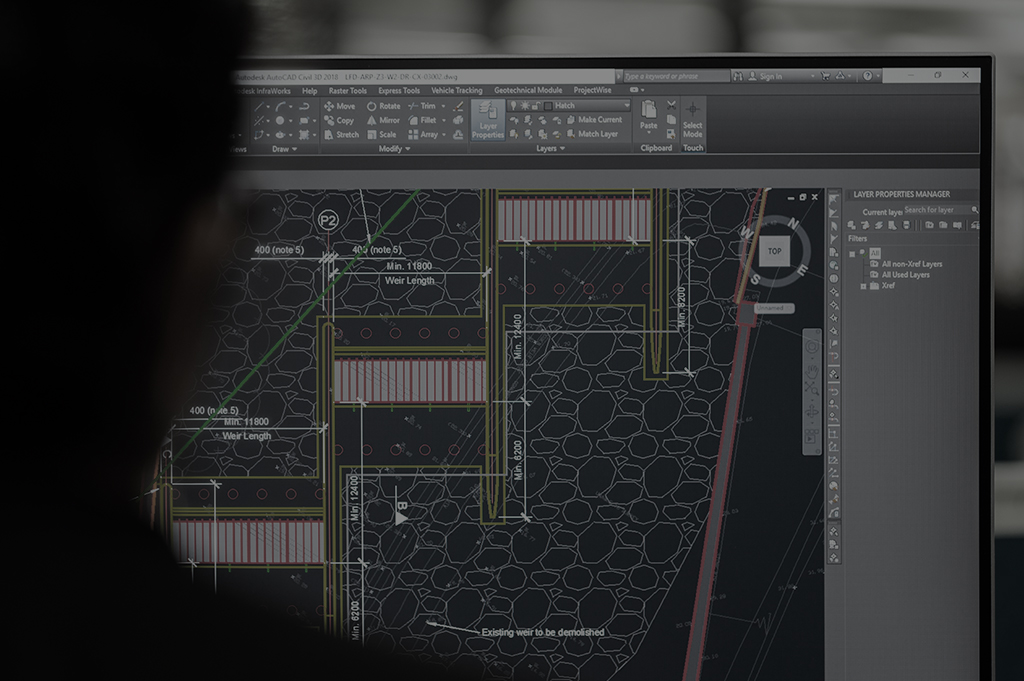 Autodesk AutoCAD Civil 3D 2018 - LFD-ARP-Z3-W2-DR-CX-03002.dwg
Type a keyword or phrase
Sign In
InfraWorks Help Raster Tools Express Tools Vehicle Tracking Geotechnical Module ProjectWise
Move Rotate Trim
Copy Mirror Fillet
Stretch Scale Array
Draw Modify
Layer
Properties
Hatch
Make Current
Match Layer
Layers
Paste
Clipboard
Select
Mode
Touch
LAYER PROPERTIES MANAGER
Current layer
Search for layer
Filters
All
All non-Xref Layers
All Used Layers
Xref
N
W
TOP
S
E
Unnamed
P2
400 (note 5)
400 (note 5)
Min. 11800
Weir Length
Min. 8200
Min. 12400
Min. 6200
400 (note 5)
Min. 11800
Weir Length
C
Min. 12400
B
Min. 6200
Existing weir to be demolished